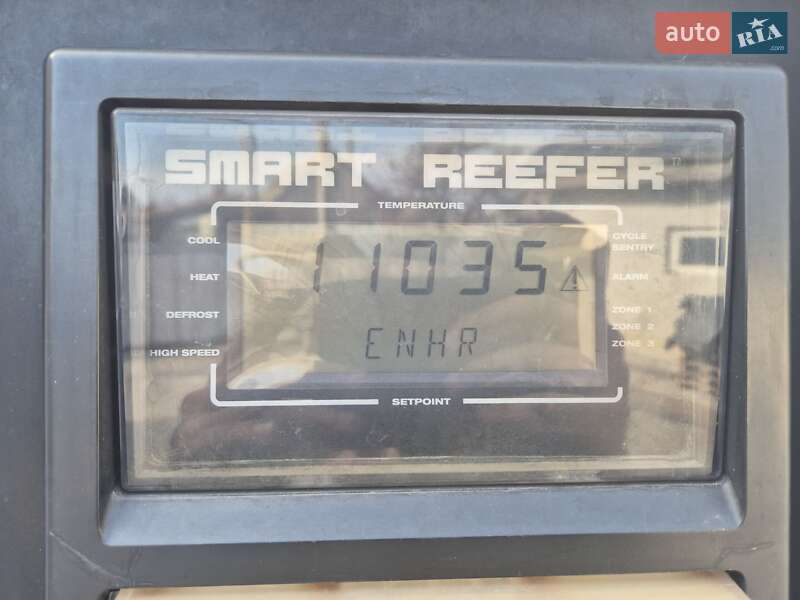 auto RIA .com
SMART REEFER
TEMPERATURE
COOL
HEAT
DEFROST
HIGH SPEED
11035
ENHR
CYCLE
SENTRY
ALARM
ZONE 1
ZONE 2
ZONE 3
SETPOINT